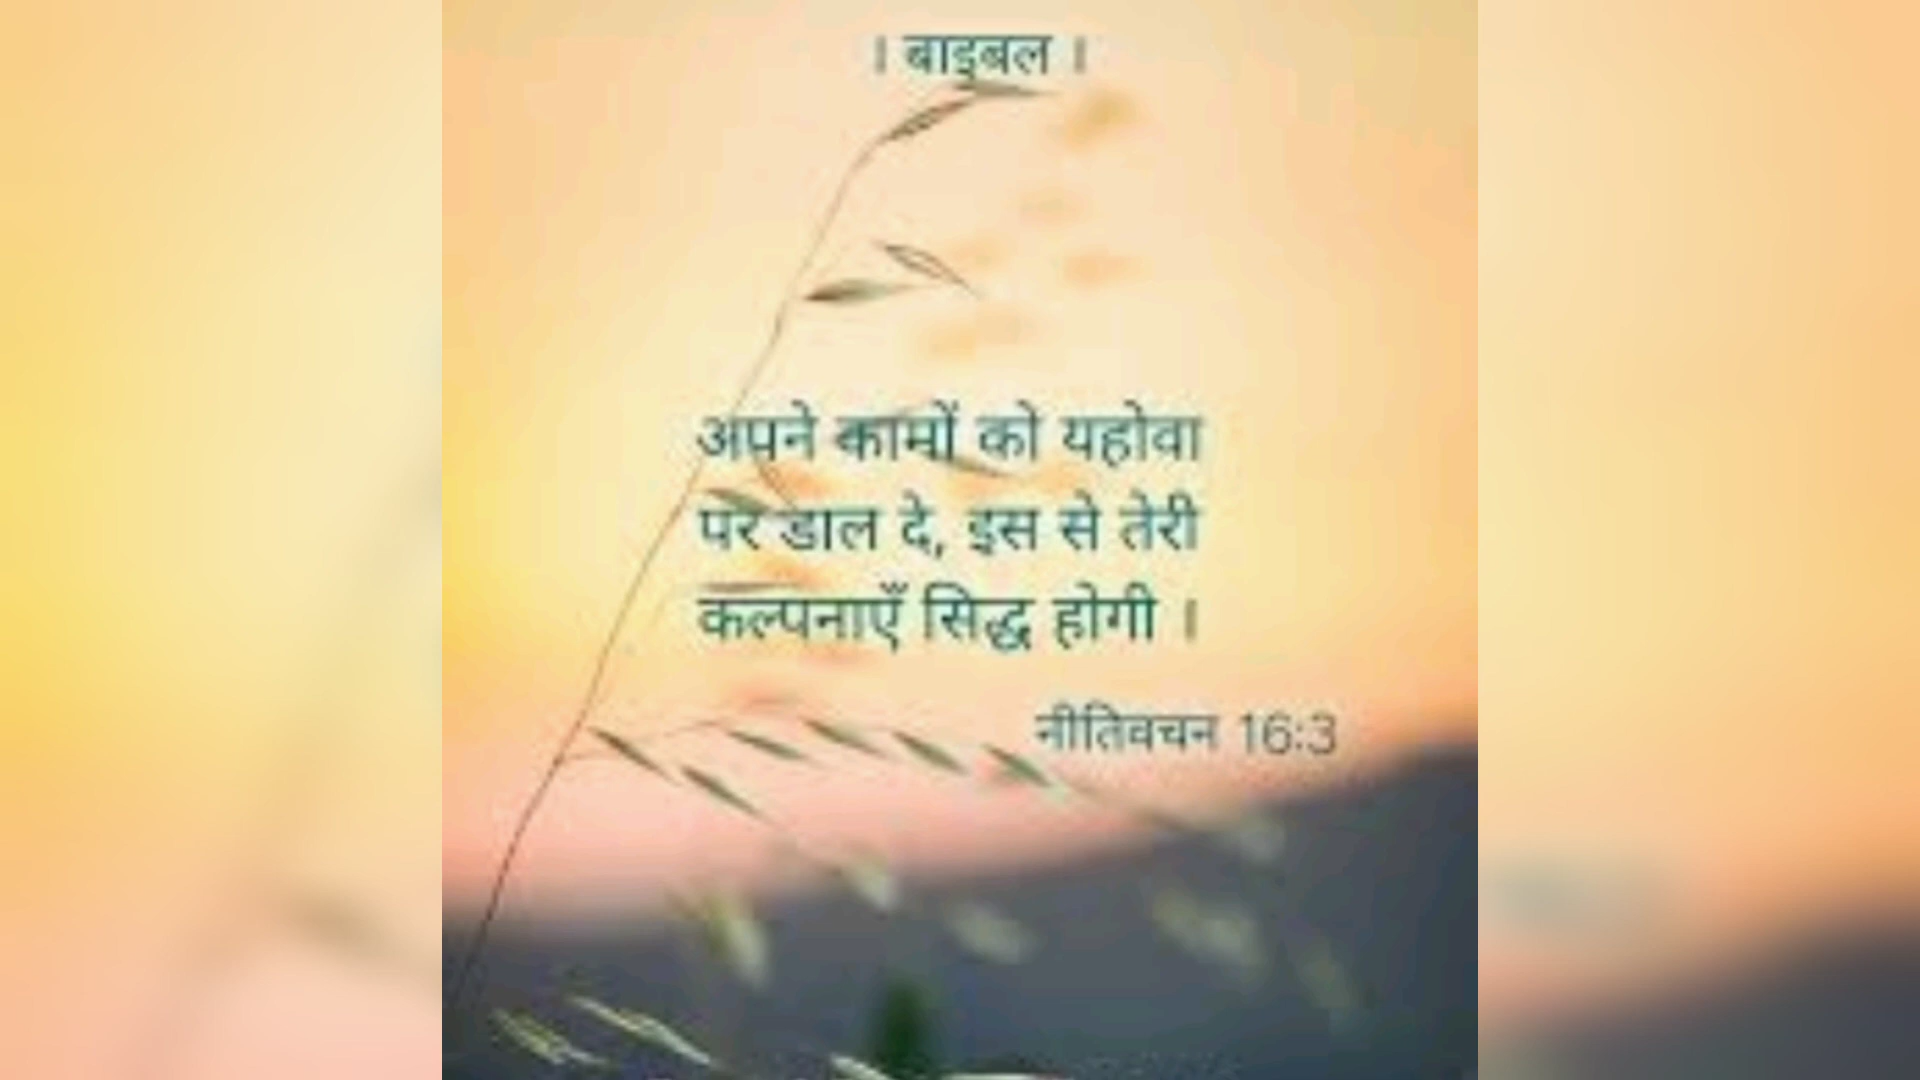 । बाइबल ।
अपने कामों को यहोवा
पर डाल दे, इस से तेरी
कल्पनाएँ सिद्ध होगी ।
नीतिवचन 16:3